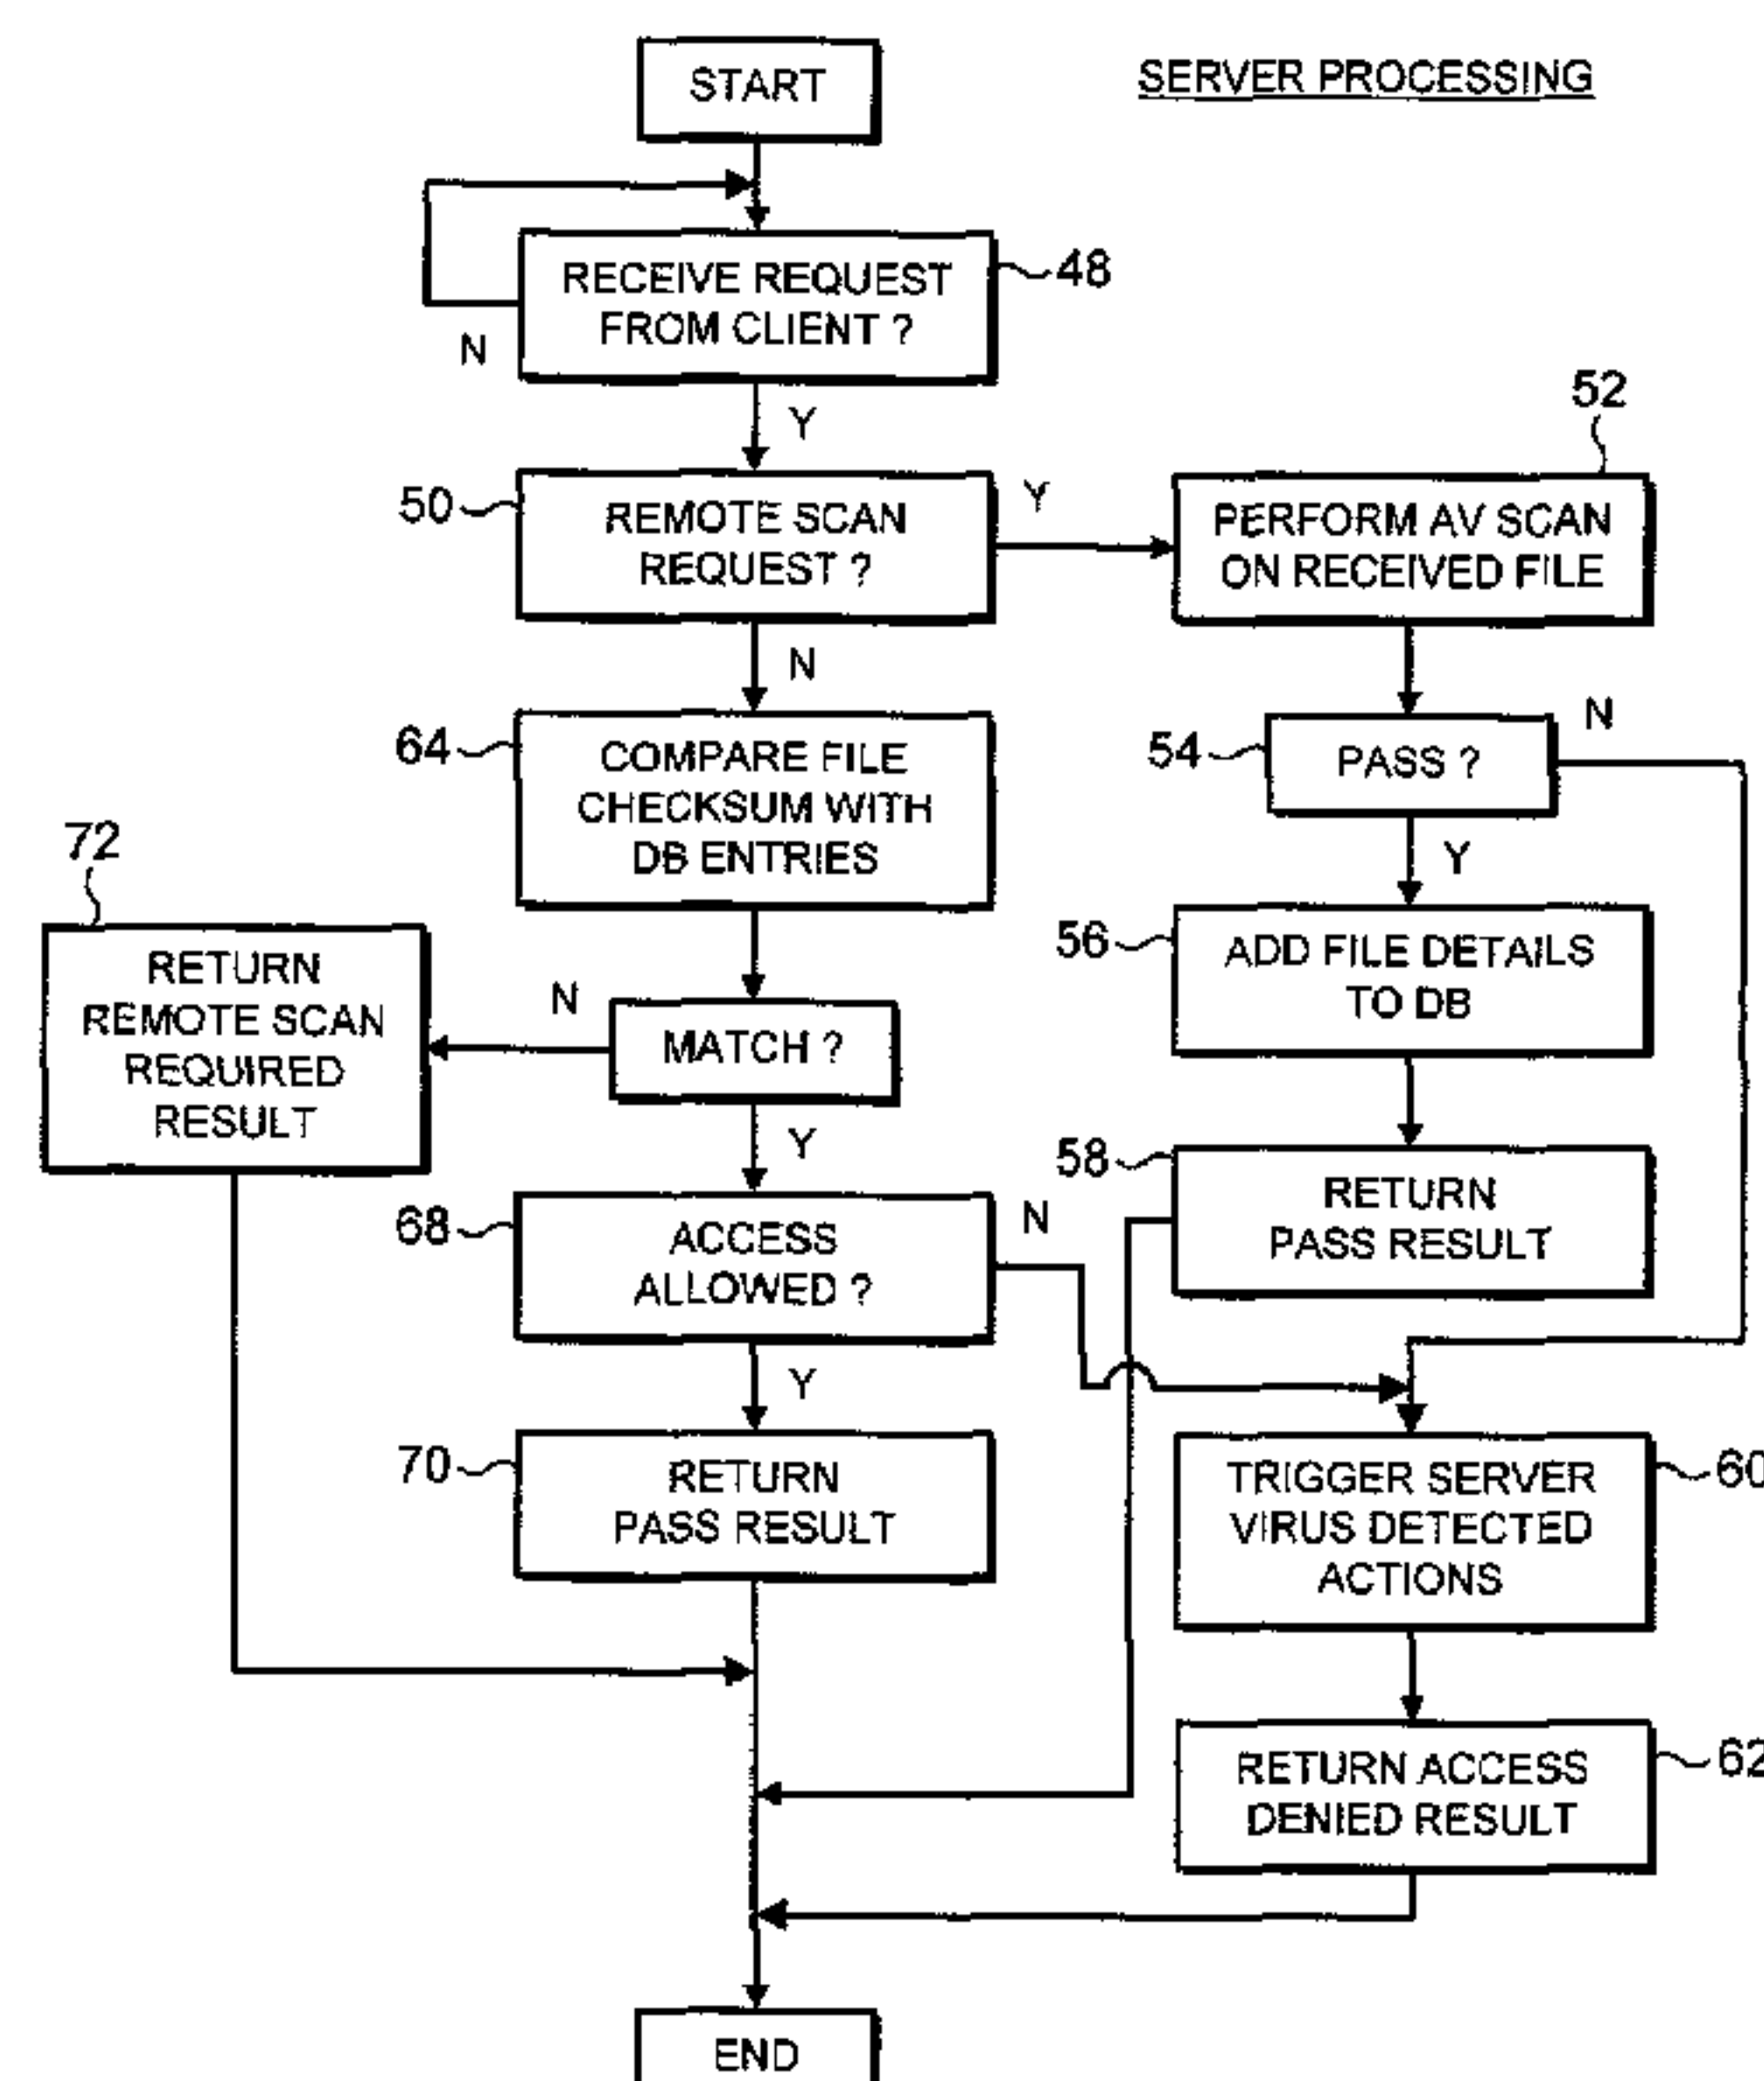 START
SERVER PROCESSING
RECEIVE REQUEST
FROM CLIENT ?
48
N
Y
50
REMOTE SCAN
REQUEST ?
Y
52
PERFORM AV SCAN
ON RECEIVED FILE
N
64
COMPARE FILE
CHECKSUM WITH
DB ENTRIES
54
PASS ?
N
Y
72
RETURN
REMOTE SCAN
REQUIRED
RESULT
N
MATCH ?
Y
56
ADD FILE DETAILS
TO DB
58
RETURN
PASS RESULT
68
ACCESS
ALLOWED ?
N
Y
70
RETURN
PASS RESULT
TRIGGER SERVER
VIRUS DETECTED
ACTIONS
60
RETURN ACCESS
DENIED RESULT
62
END